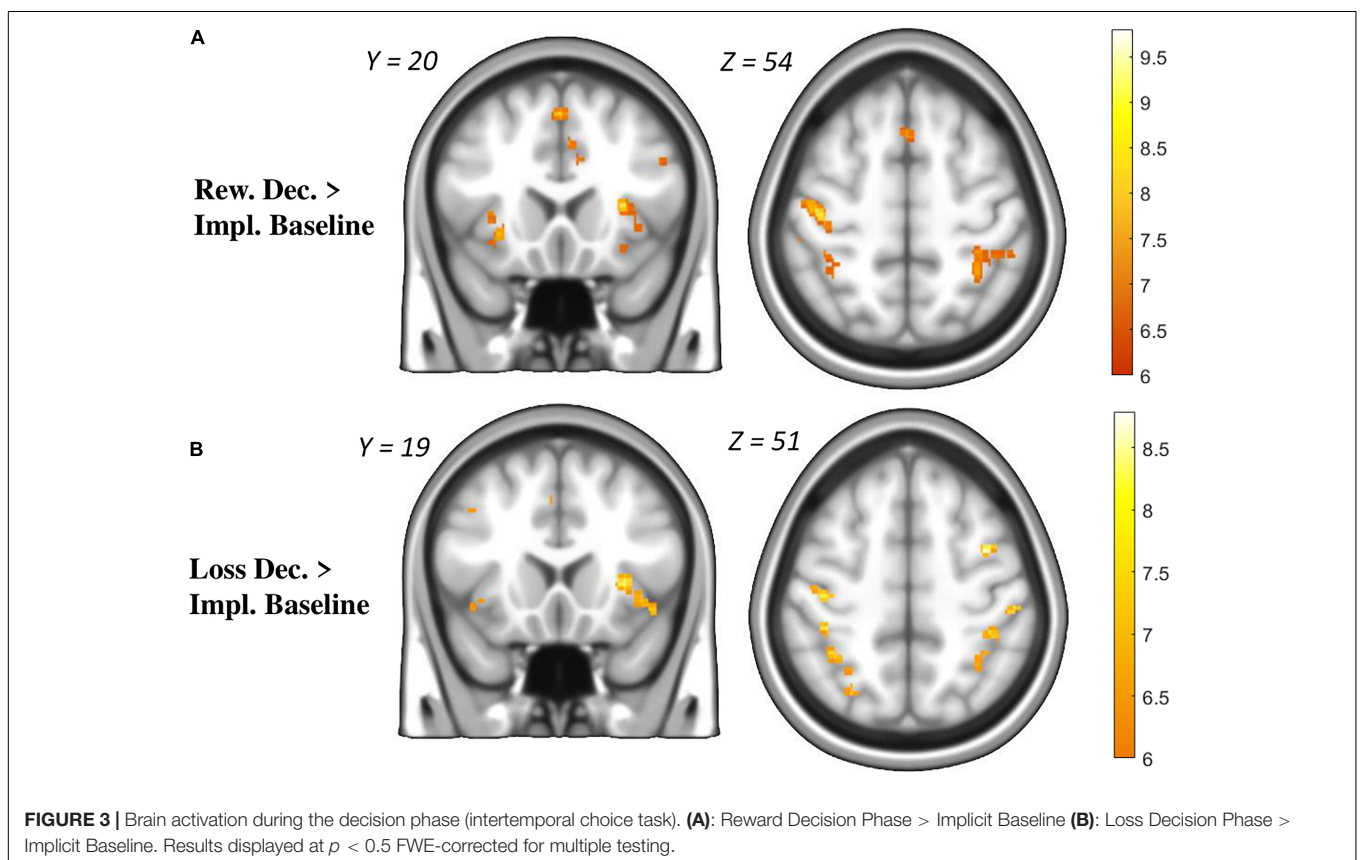 A
Y = 20
Z = 54
Rew. Dec. >
Impl. Baseline
9.5
9
8.5
8
7.5
7
6.5
6
B
Y = 19
Z = 51
Loss Dec. >
Impl. Baseline
8.5
8
7.5
7
6.5
6
FIGURE 3 | Brain activation during the decision phase (intertemporal choice task). (A): Reward Decision Phase > Implicit Baseline (B): Loss Decision Phase >
Implicit Baseline. Results displayed at p < 0.5 FWE-corrected for multiple testing.